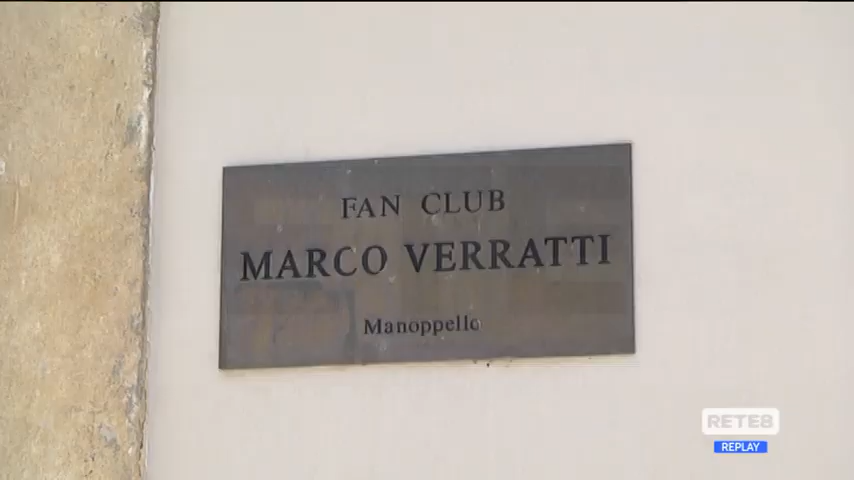 FAN CLUB
MARCO VERRATTI
Manoppello
RETE8
REPLAY